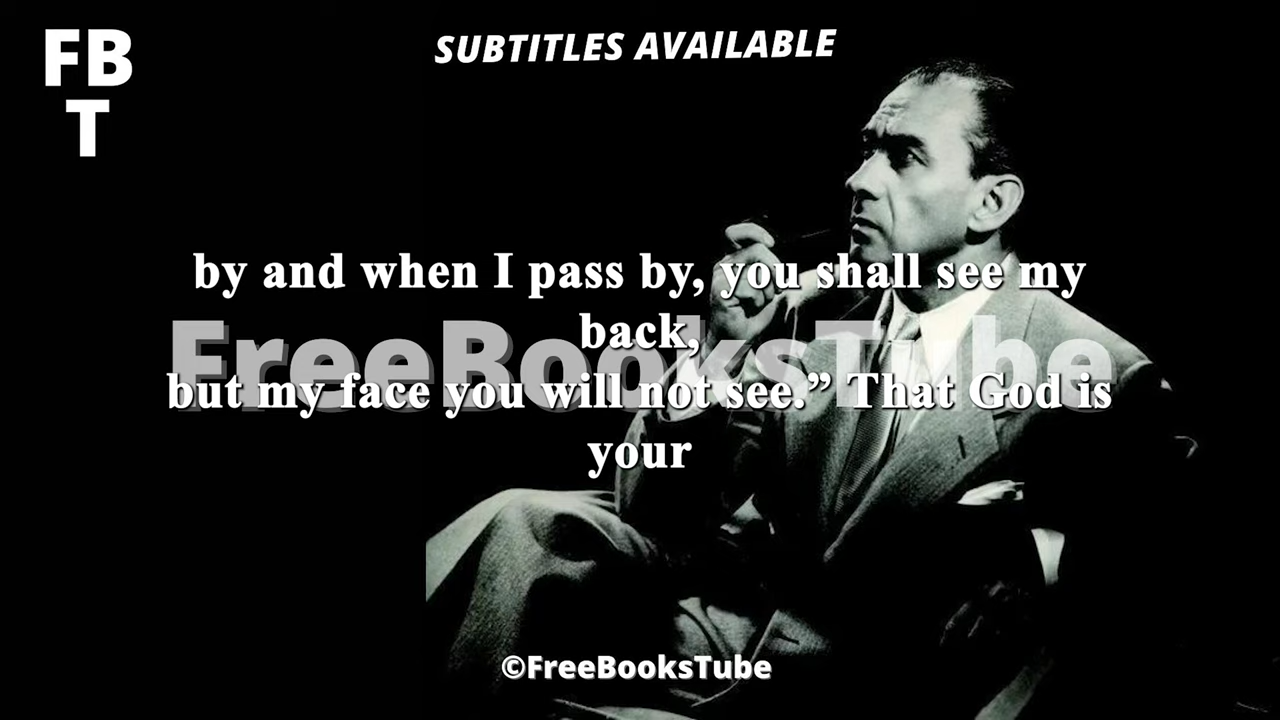 FB
T
SUBTITLES AVAILABLE
by and when I pass by, you shall see my
back,
FreeBooksTube
but my face you will not see.” That God is
your
©FreeBooksTube